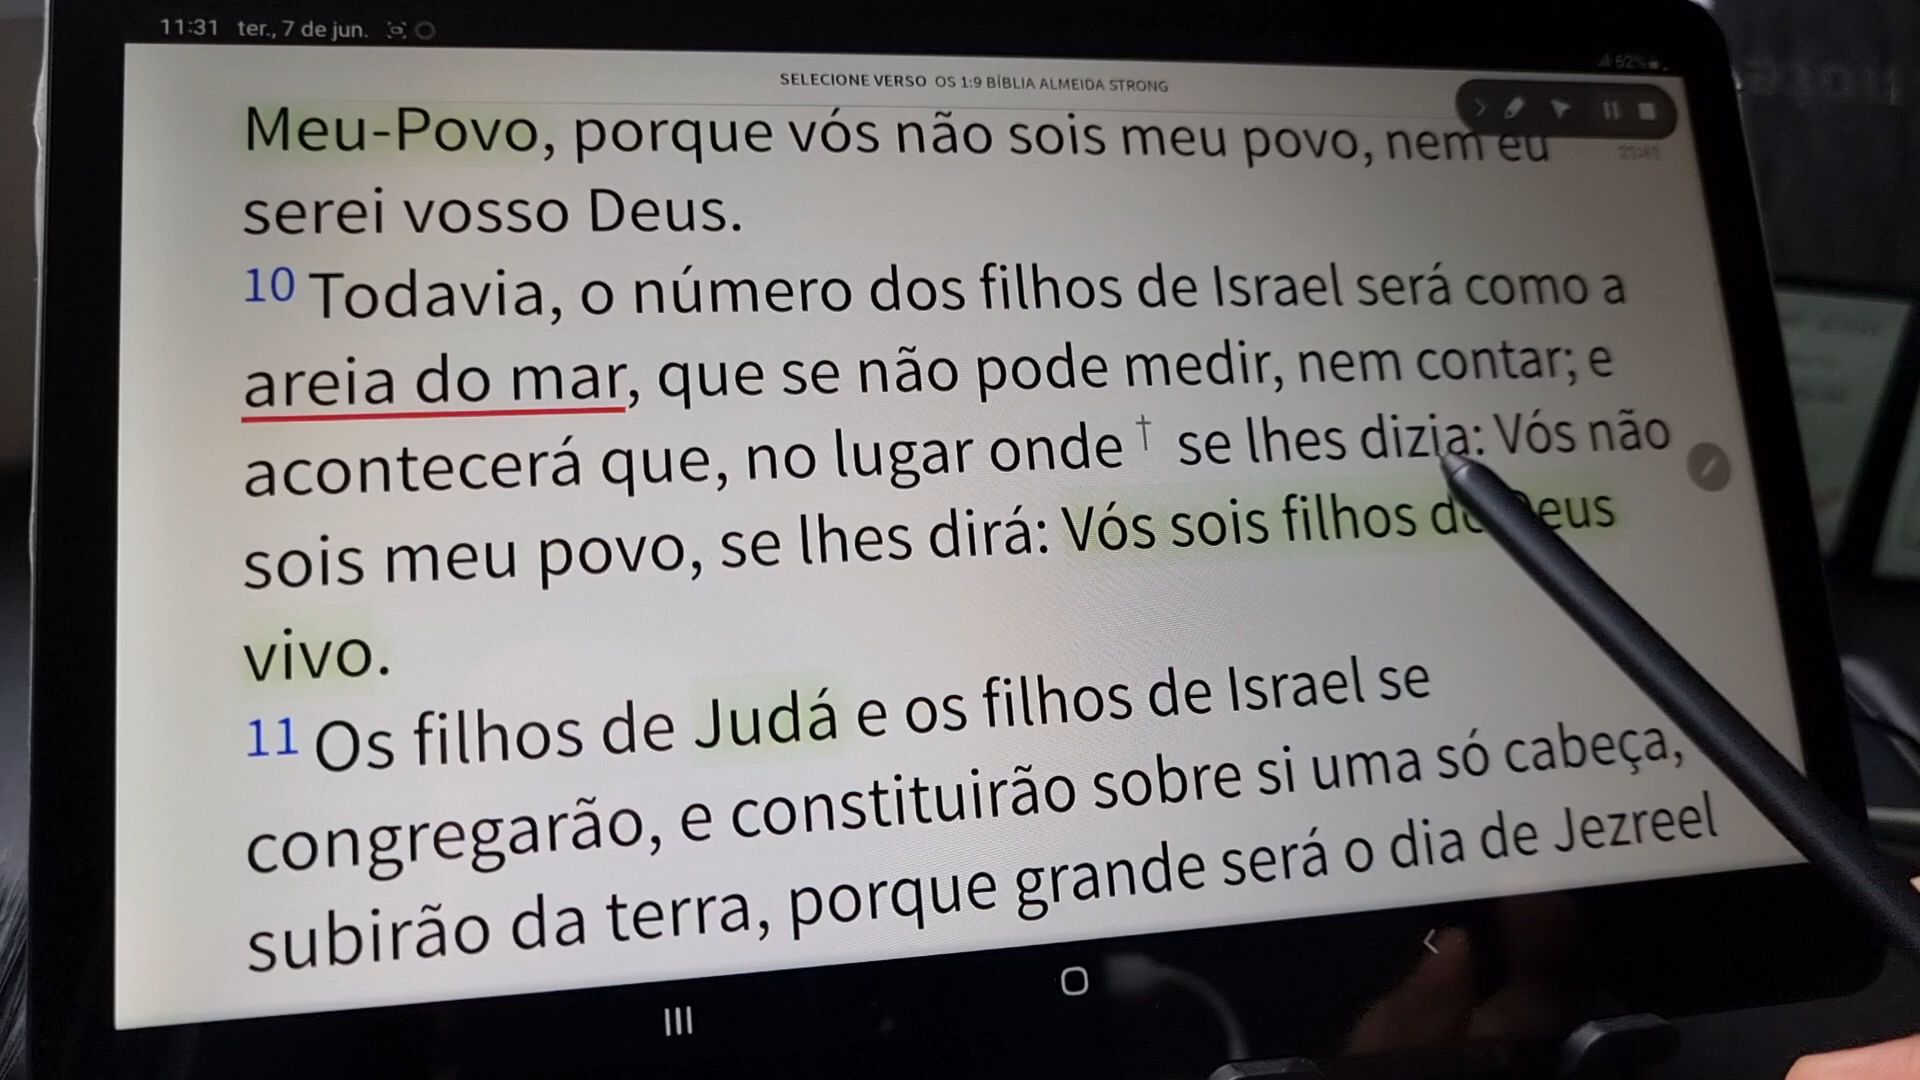 11:31 ter., 7 de jun.
62%
SELECIONE VERSO OS 1:9 BÍBLIA ALMEIDA STRONG
Meu-Povo, porque vós não sois meu povo, nem eu
serei vosso Deus.
10 Todavia, o número dos filhos de Israel será como a
areia do mar, que se não pode medir, nem contar; e
acontecerá que, no lugar onde † se lhes dizia: Vós não
sois meu povo, se lhes dirá: Vós sois filhos de Deus
vivo.
11 Os filhos de Judá e os filhos de Israel se
congregarão, e constituirão sobre si uma só cabeça,
subirão da terra, porque grande será o dia de Jezreel